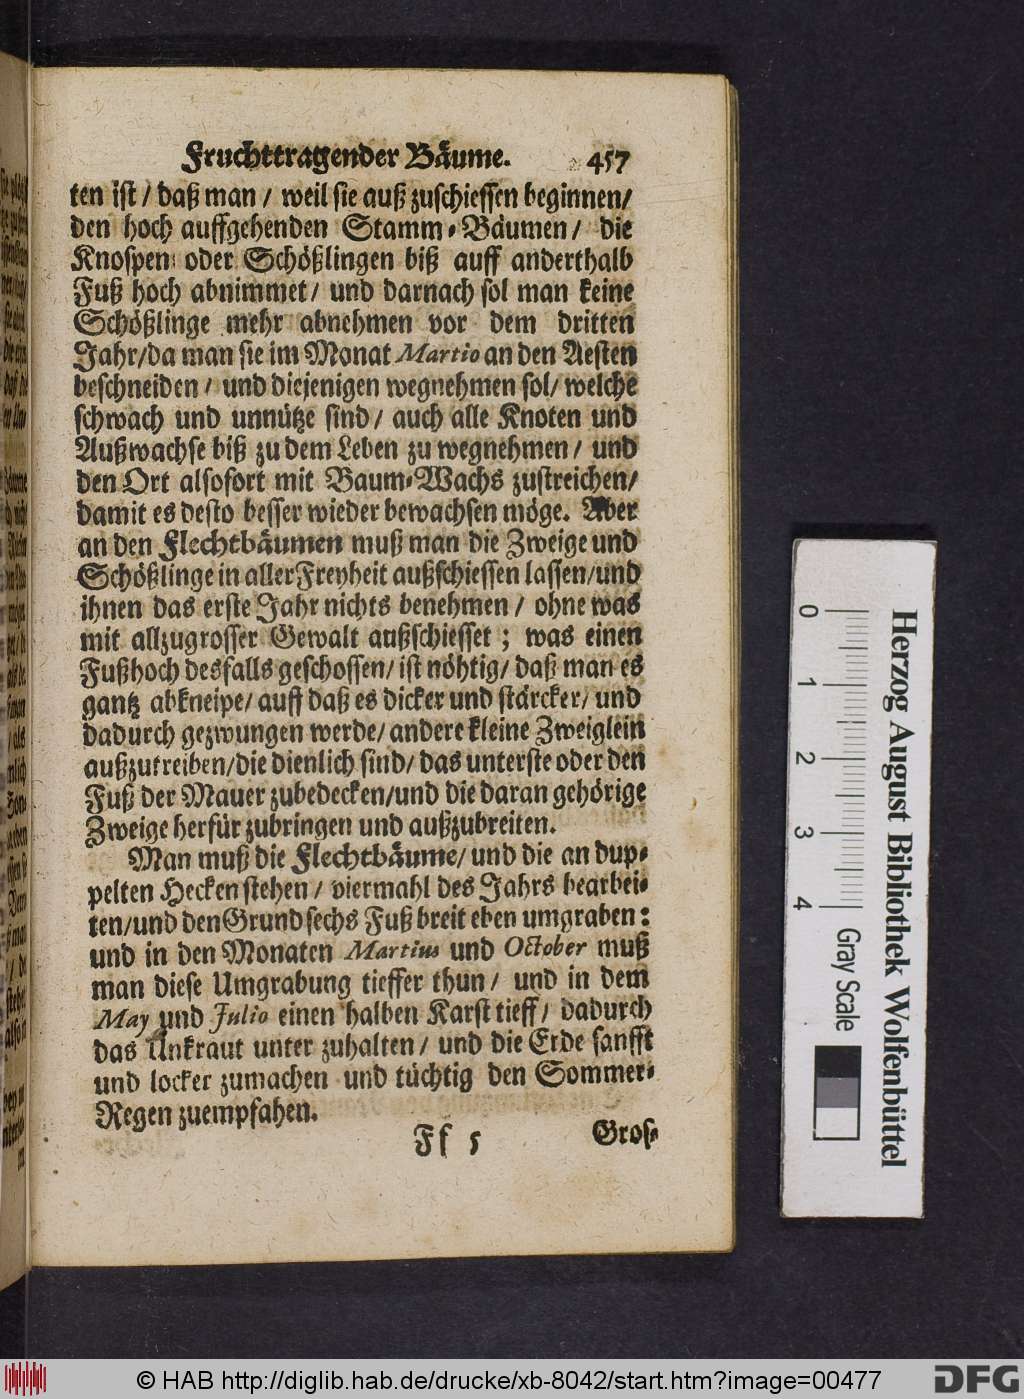 Fruchttragender Bäume. 457
ten ist / daß man / weil sie auß zuschiessen beginnen/
den hoch auffgehenden Stamm-Bäumen / die
Knospen oder Schößlingen biß auff anderthalb
Fuß hoch abnimmet / und darnach sol man keine
Schößlinge mehr abnehmen vor dem dritten
Jahr/da man sie im Monat Martio an den Aesten
beschneiden / und diejenigen wegnehmen sol/ welche
schwach und unnütze sind / auch alle Knoten und
Außwachse biß zu dem Leben zu wegnehmen / und
den Ort alsofort mit Baum-Wachs zustreichen/
damit es desto besser wieder bewachsen möge. Aber
an den Flechtbäumen muß man die Zweige und
Schößlinge in aller Freyheit außschiessen lassen/und
ihnen das erste Jahr nichts benehmen / ohne was
mit allzugrosser Gewalt außschiesset ; was einen
Fußhoch desfalls geschossen/ ist nöhtig/ daß man es
gantz abkneipe/ auff daß es dicker und stärcker/ und
dadurch gezwungen werde/ andere kleine Zweiglein
außzutreiben/die dienlich sind/ das unterste oder den
Fuß der Mauer zubedecken/und die daran gehörige
Zweige herfür zubringen und außzubreiten.
Man muß die Flechtbäume/ und die an dup-
pelten Hecken stehen / viermahl des Jahrs bearbei-
ten/und den Grund sechs Fuß breit eben umgraben:
und in den Monaten Martius und October muß
man diese Umgrabung tieffer thun / und in dem
May und Julio einen halben Karst tieff / dadurch
das Unkraut unter zuhalten / und die Erde sanfft
und locker zumachen und tüchtig den Sommer-
Regen zuempfahen.
Ff 5 Gros-
0 1 2 3 4
Gray Scale
Herzog August Bibliothek Wolfenbüttel
© HAB http://diglib.hab.de/drucke/xb-8042/start.htm?image=00477
DFG